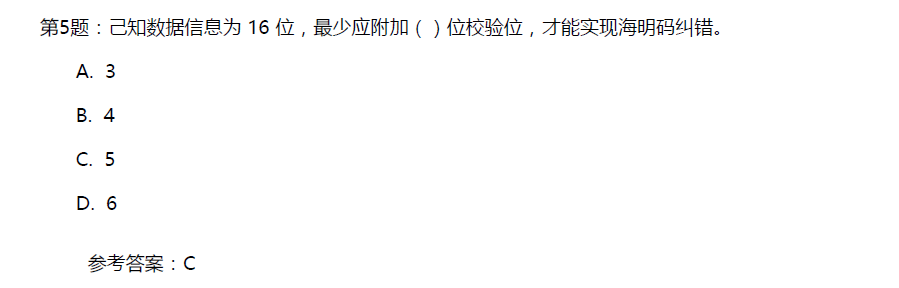 第5题：己知数据信息为 16 位，最少应附加（ ）位校验位，才能实现海明码纠错。
A. 3
B. 4
C. 5
D. 6
参考答案：C